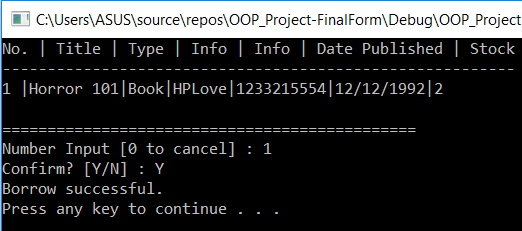 C:\Users\ASUS\source\repos\OOP_Project-FinalForm\Debug\OOP_Project
No. | Title | Type | Info | Info | Date Published | Stock
---------------------------------------------------------
1 |Horror 101|Book|HPLove|1233215554|12/12/1992|2
==============================================
Number Input [0 to cancel] : 1
Confirm? [Y/N] : Y
Borrow successful.
Press any key to continue . . .